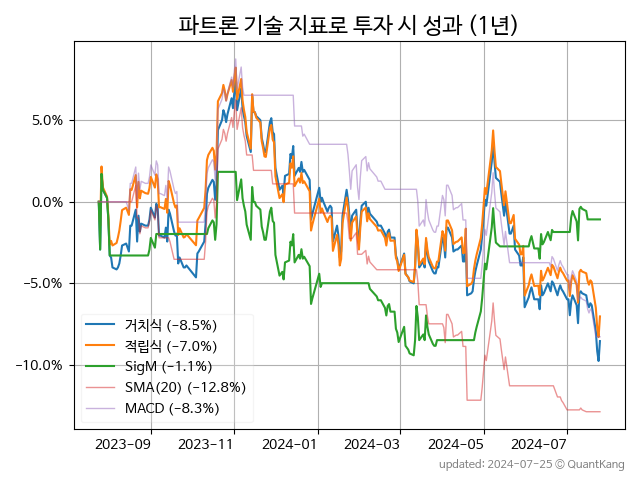 파트론 기술 지표로 투자 시 성과 (1년)
5.0%
0.0%
−5.0%
−10.0%
거치식 (−8.5%)
적립식 (−7.0%)
SigM (−1.1%)
SMA(20) (−12.8%)
MACD (−8.3%)
2023-09 2023-11 2024-01 2024-03 2024-05 2024-07
updated: 2024-07-25 © QuantKang